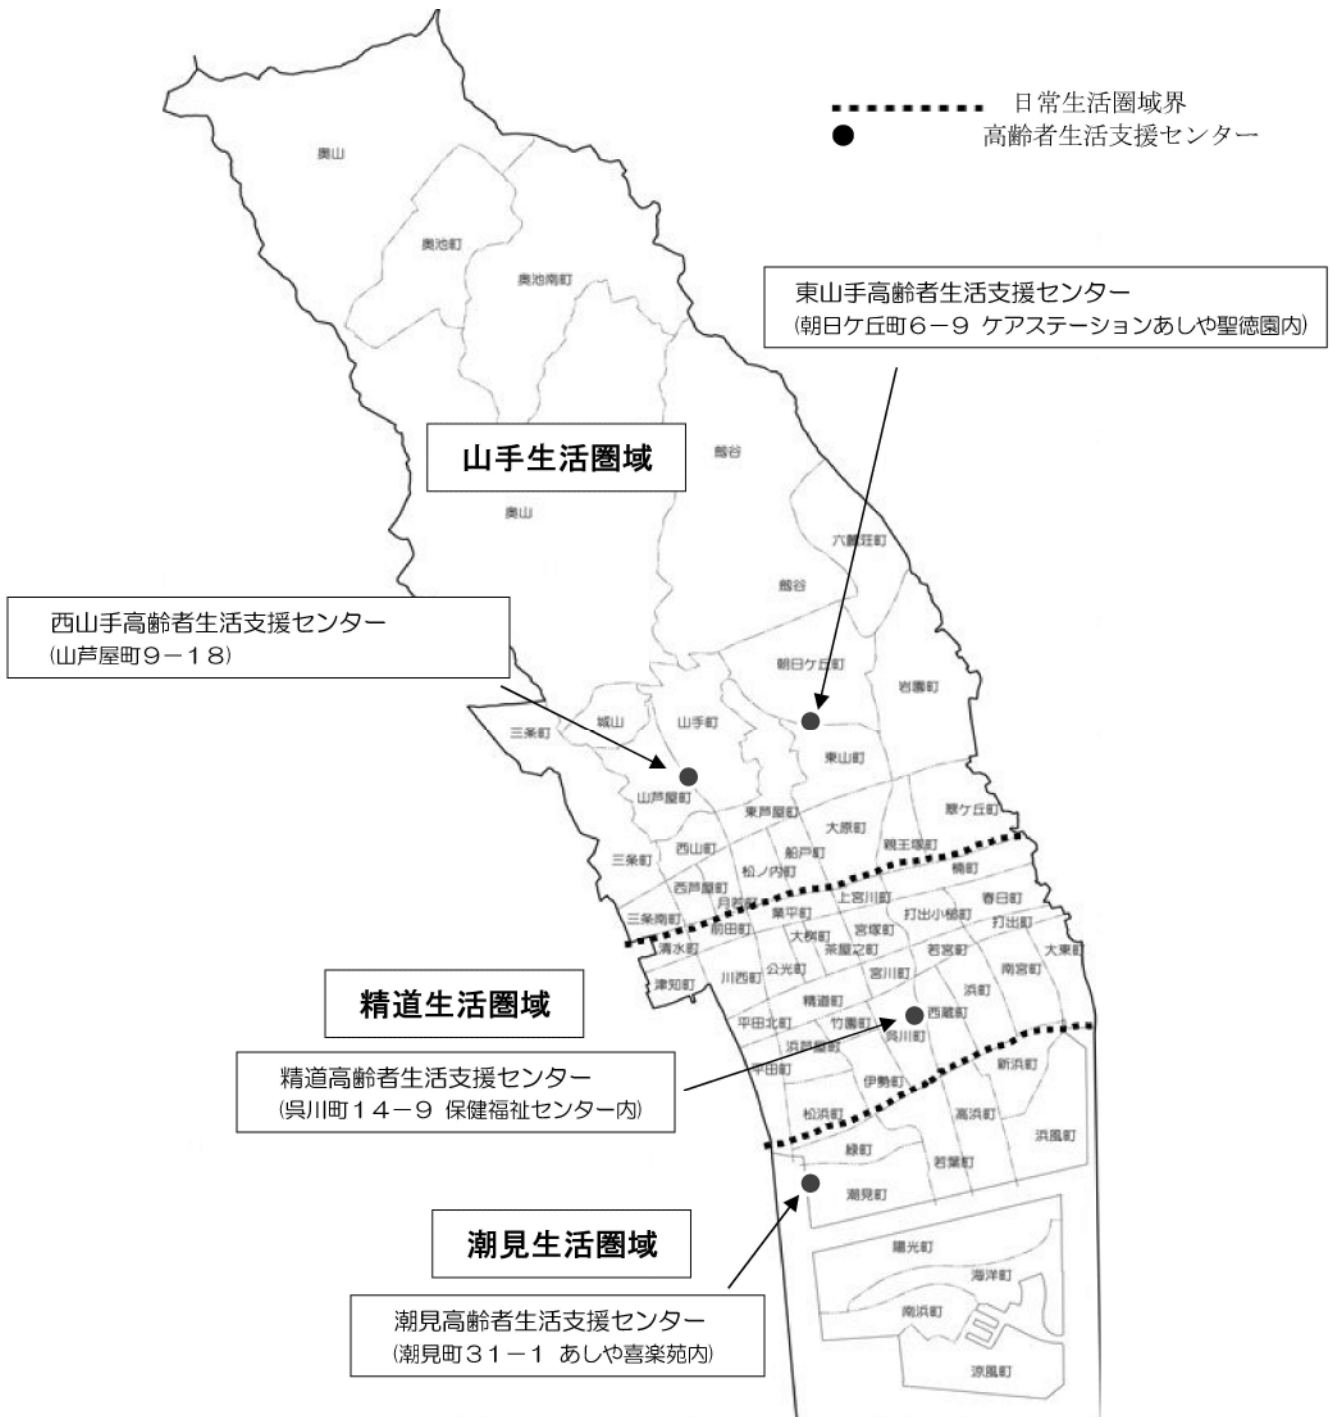 日常生活圏域界
高齢者生活支援センター
奥山
奥池町
奥池南町
東山手高齢者生活支援センター
(朝日ケ丘町6－9 ケアステーションあしや聖徳園内)
山手生活圏域
剱谷
奥山
六麓荘町
剱谷
西山手高齢者生活支援センター
(山芦屋町9－18)
朝日ケ丘町
岩園町
城山
山手町
三条町
東山町
山芦屋町
東芦屋町
翠ケ丘町
大原町
親王塚町
西山町
船戸町
三条町
松ノ内町
楠町
西芦屋町
月若町
上宮川町
春日町
三条南町
業平町
打出小槌町
打出町
前田町
大桝町
宮塚町
清水町
茶屋之町
若宮町
大東町
公光町
宮川町
南宮町
川西町
津知町
浜町
精道生活圏域
精道町
西蔵町
平田北町
竹園町
呉川町
浜芦屋町
平田町
新浜町
精道高齢者生活支援センター
(呉川町14－9 保健福祉センター内)
伊勢町
松浜町
高浜町
浜風町
緑町
若葉町
潮見町
潮見生活圏域
陽光町
海洋町
南浜町
潮見高齢者生活支援センター
(潮見町31－1 あしや喜楽苑内)
涼風町